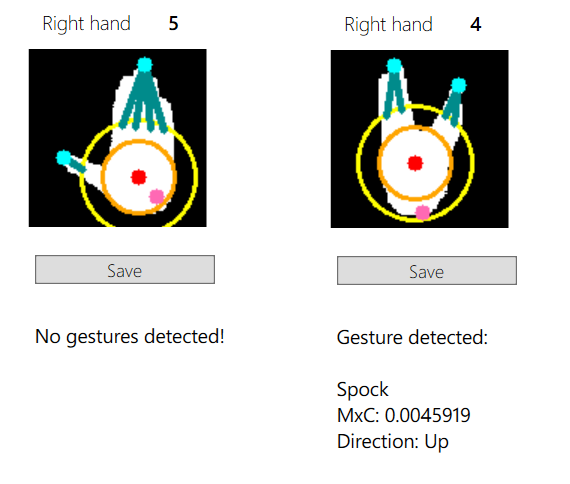 Right hand 5
Save
No gestures detected!
Right hand 4
Save
Gesture detected:
Spock
MxC: 0.0045919
Direction: Up